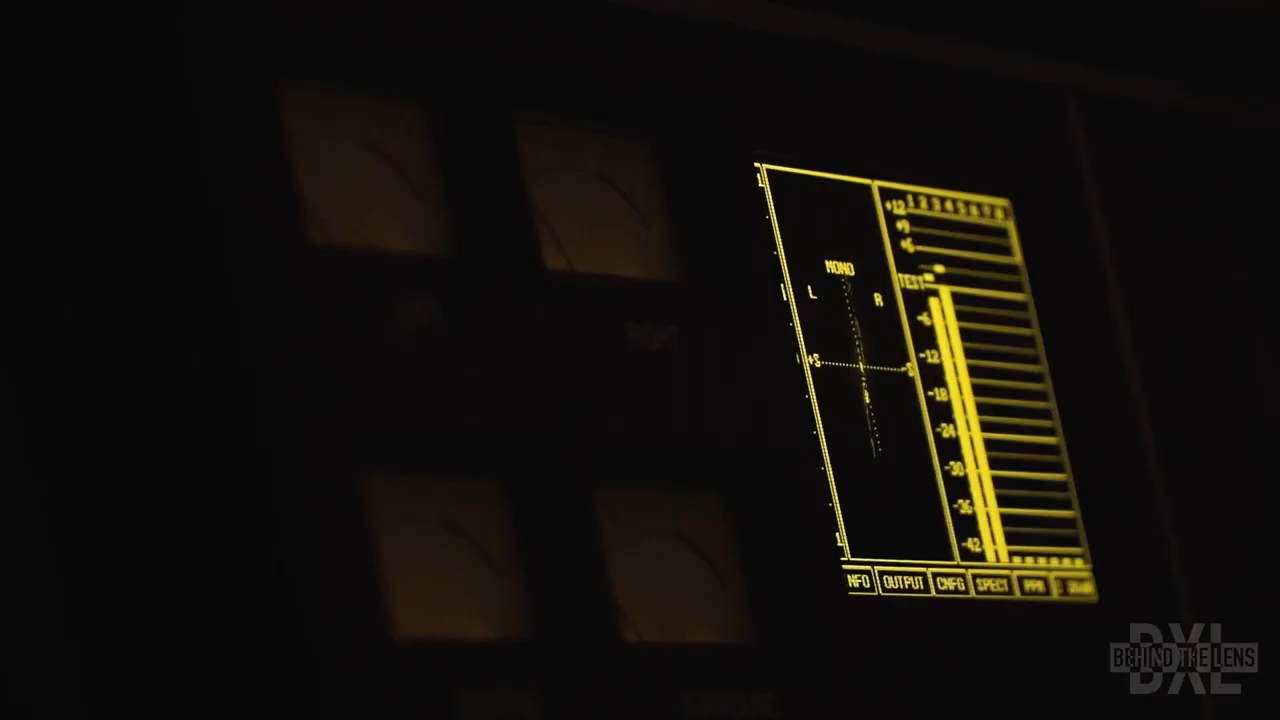 1 2 3 4 5 6 7 8
+12
+9
+6
MONO
L R
TEST
-6
+S -S
-12
-18
-24
-30
-36
-42
NFO OUTPUT CNFG SPECT PPM
DXL
BEHIND THE LENS